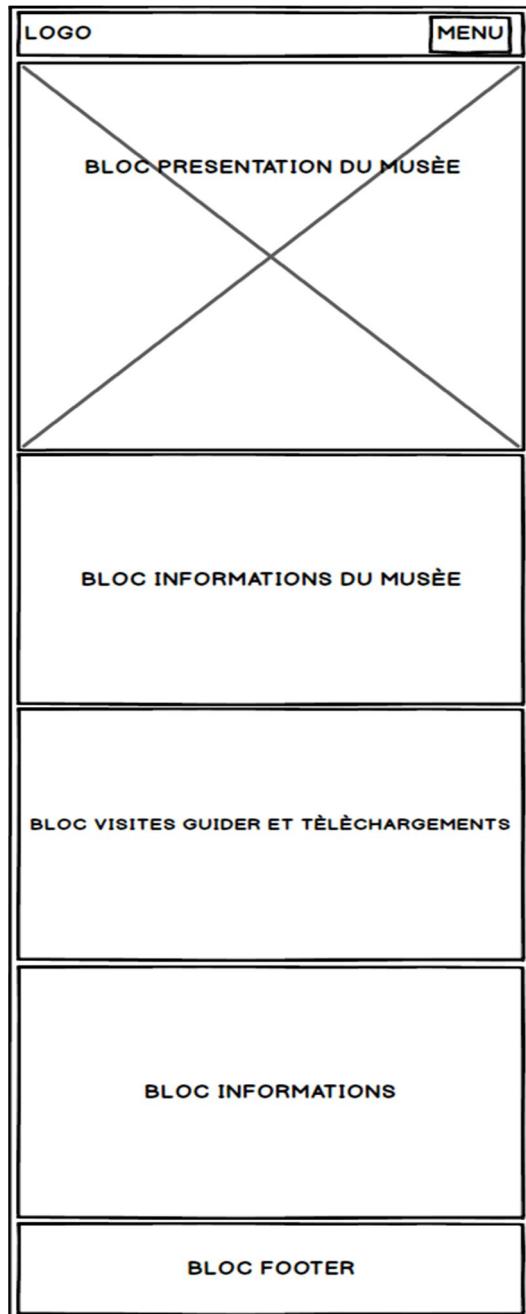 LOGO
MENU
BLOC PRESENTATION DU MUSÈE
BLOC INFORMATIONS DU MUSÈE
BLOC VISITES GUIDER ET TÈLÈCHARGEMENTS
BLOC INFORMATIONS
BLOC FOOTER